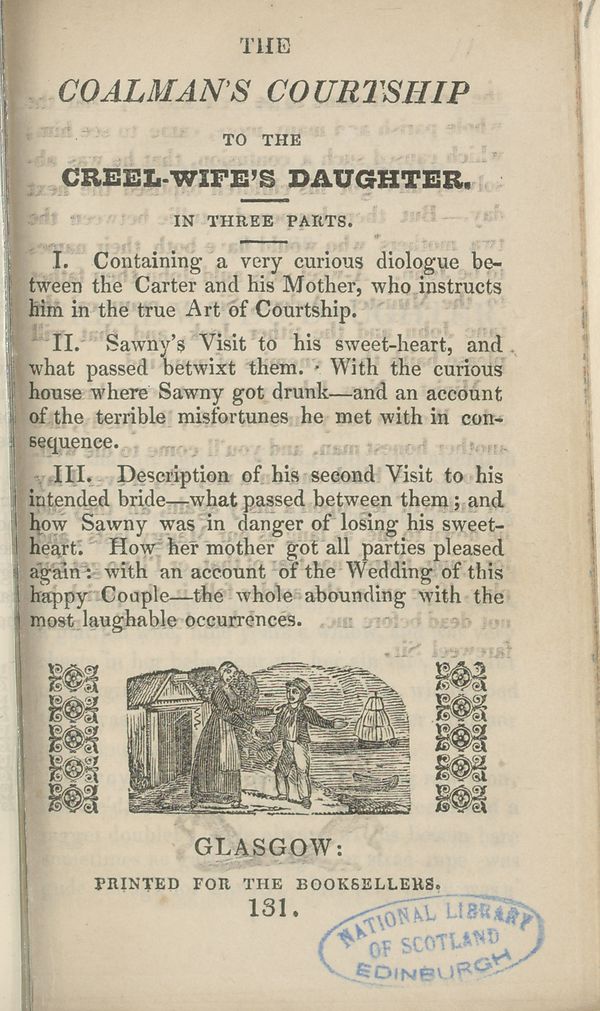 THE
COALMAN'S COURTSHIP
TO THE
CREEL-WIFE'S DAUGHTER.
IN THREE PARTS.
I. Containing a very curious diologue be-
tween the Carter and his Mother, who instructs
him in the true Art of Courtship.
II. Sawny's Visit to his sweet-heart, and
what passed betwixt them. With the curious
house where Sawny got drunk—and an account
of the terrible misfortunes he met with in con-
sequence.
III. Description of his second Visit to his
intended bride—what passed between them; and
how Sawny was in danger of losing his sweet-
heart. How her mother got all parties pleased
again: with an account of the Wedding of this
happy Couple—the whole abounding with the
most laughable occurrences.
GLASGOW:
PRINTED FOR THE BOOKSELLERS.
131.
NATIONAL LIBRARY
OF SCOTLAND
EDINBURGH